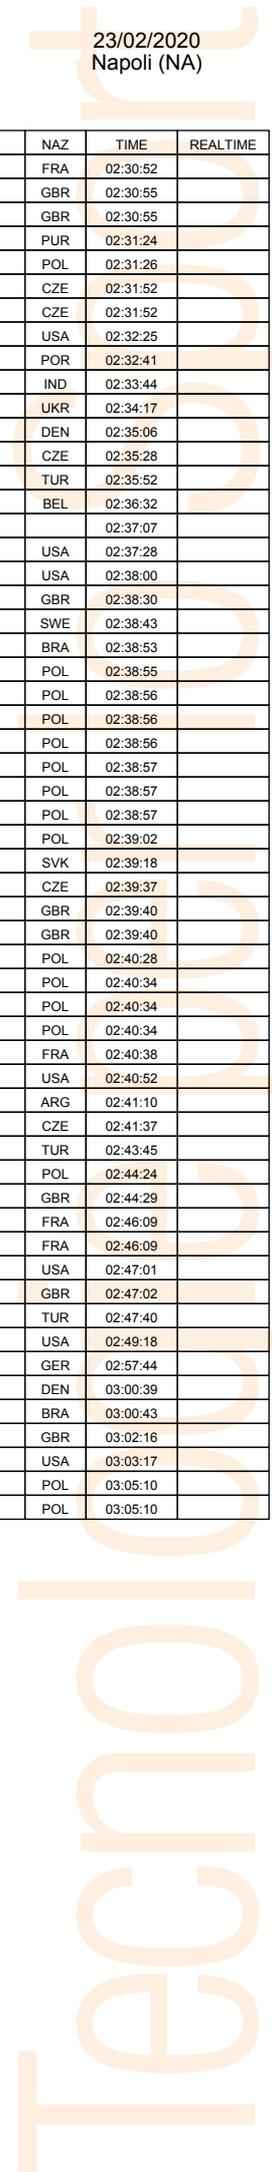 23/02/2020
Napoli (NA)
NAZ TIME REALTIME
FRA 02:30:52
GBR 02:30:55
GBR 02:30:55
PUR 02:31:24
POL 02:31:26
CZE 02:31:52
CZE 02:31:52
USA 02:32:25
POR 02:32:41
IND 02:33:44
UKR 02:34:17
DEN 02:35:06
CZE 02:35:28
TUR 02:35:52
BEL 02:36:32
02:37:07
USA 02:37:28
USA 02:38:00
GBR 02:38:30
SWE 02:38:43
BRA 02:38:53
POL 02:38:55
POL 02:38:56
POL 02:38:56
POL 02:38:56
POL 02:38:57
POL 02:38:57
POL 02:38:57
POL 02:39:02
SVK 02:39:18
CZE 02:39:37
GBR 02:39:40
GBR 02:39:40
POL 02:40:28
POL 02:40:34
POL 02:40:34
POL 02:40:34
FRA 02:40:38
USA 02:40:52
ARG 02:41:10
CZE 02:41:37
TUR 02:43:45
POL 02:44:24
GBR 02:44:29
FRA 02:46:09
FRA 02:46:09
USA 02:47:01
GBR 02:47:02
TUR 02:47:40
USA 02:49:18
GER 02:57:44
DEN 03:00:39
BRA 03:00:43
GBR 03:02:16
USA 03:03:17
POL 03:05:10
POL 03:05:10
Tecnologie per lo Sport